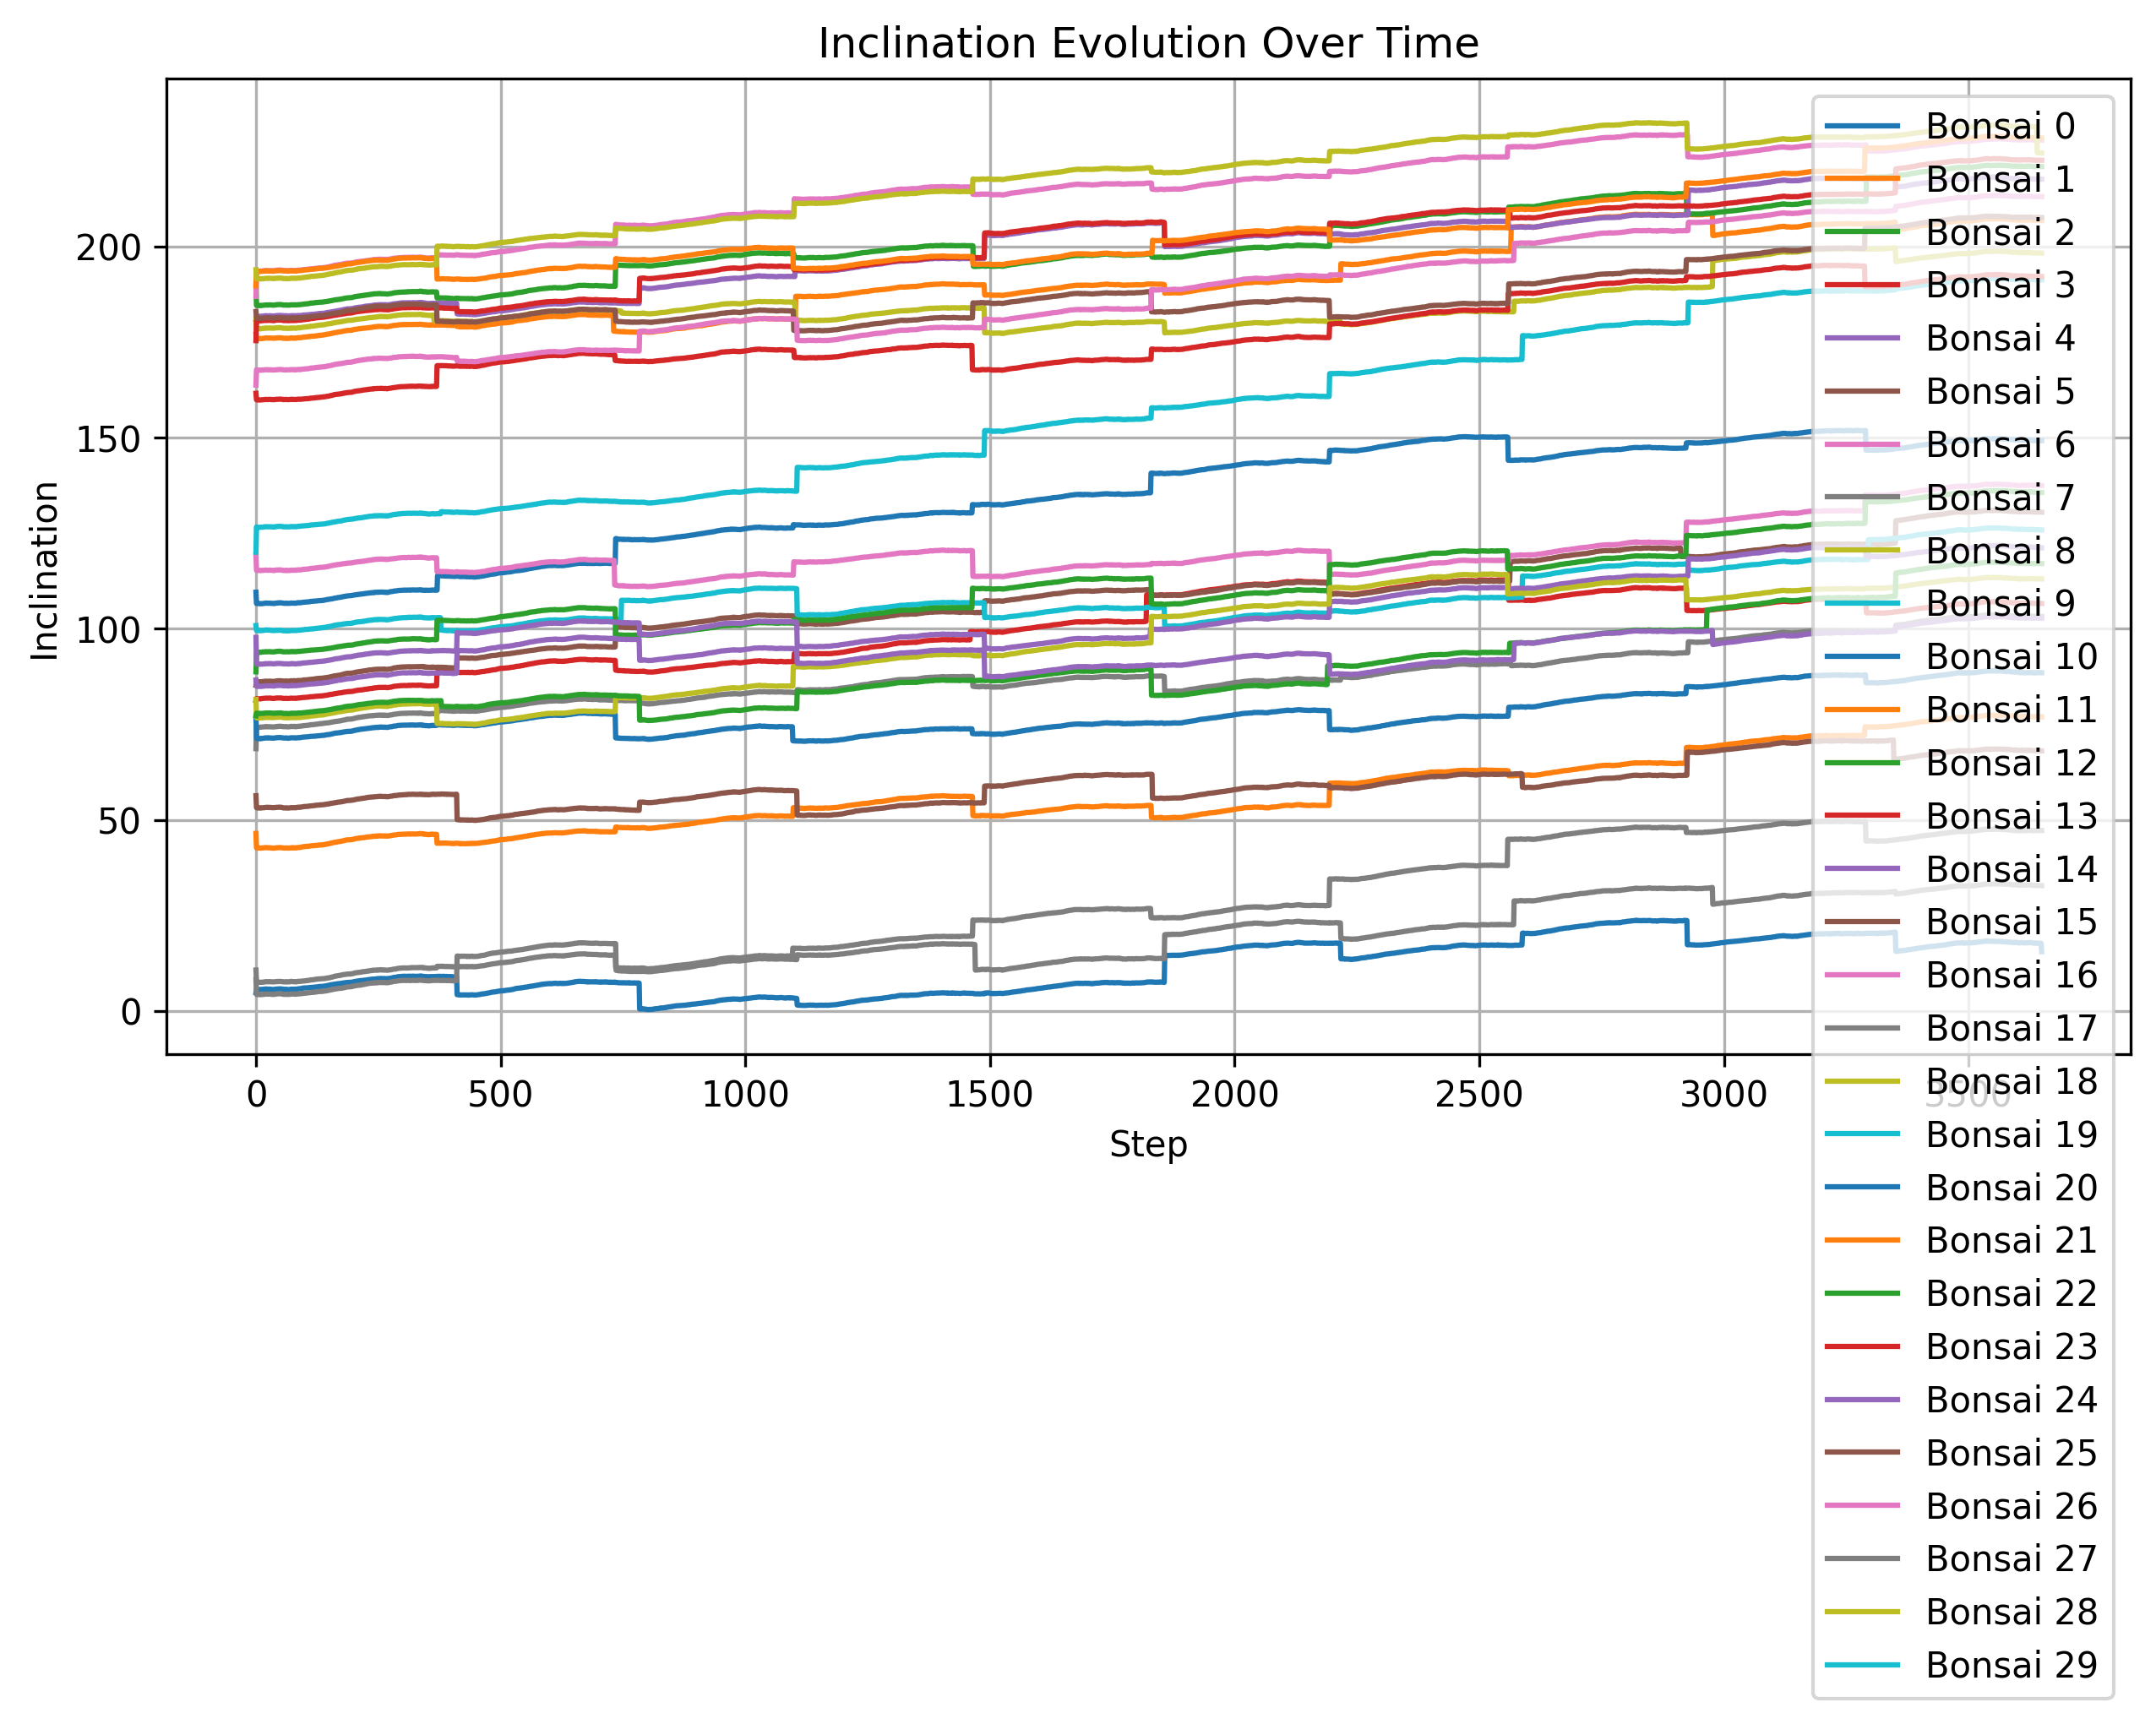 Inclination Evolution Over Time
Inclination
200
150
100
50
0
0 500 1000 1500 2000 2500 3000 3500
Step
Bonsai 0
Bonsai 1
Bonsai 2
Bonsai 3
Bonsai 4
Bonsai 5
Bonsai 6
Bonsai 7
Bonsai 8
Bonsai 9
Bonsai 10
Bonsai 11
Bonsai 12
Bonsai 13
Bonsai 14
Bonsai 15
Bonsai 16
Bonsai 17
Bonsai 18
Bonsai 19
Bonsai 20
Bonsai 21
Bonsai 22
Bonsai 23
Bonsai 24
Bonsai 25
Bonsai 26
Bonsai 27
Bonsai 28
Bonsai 29